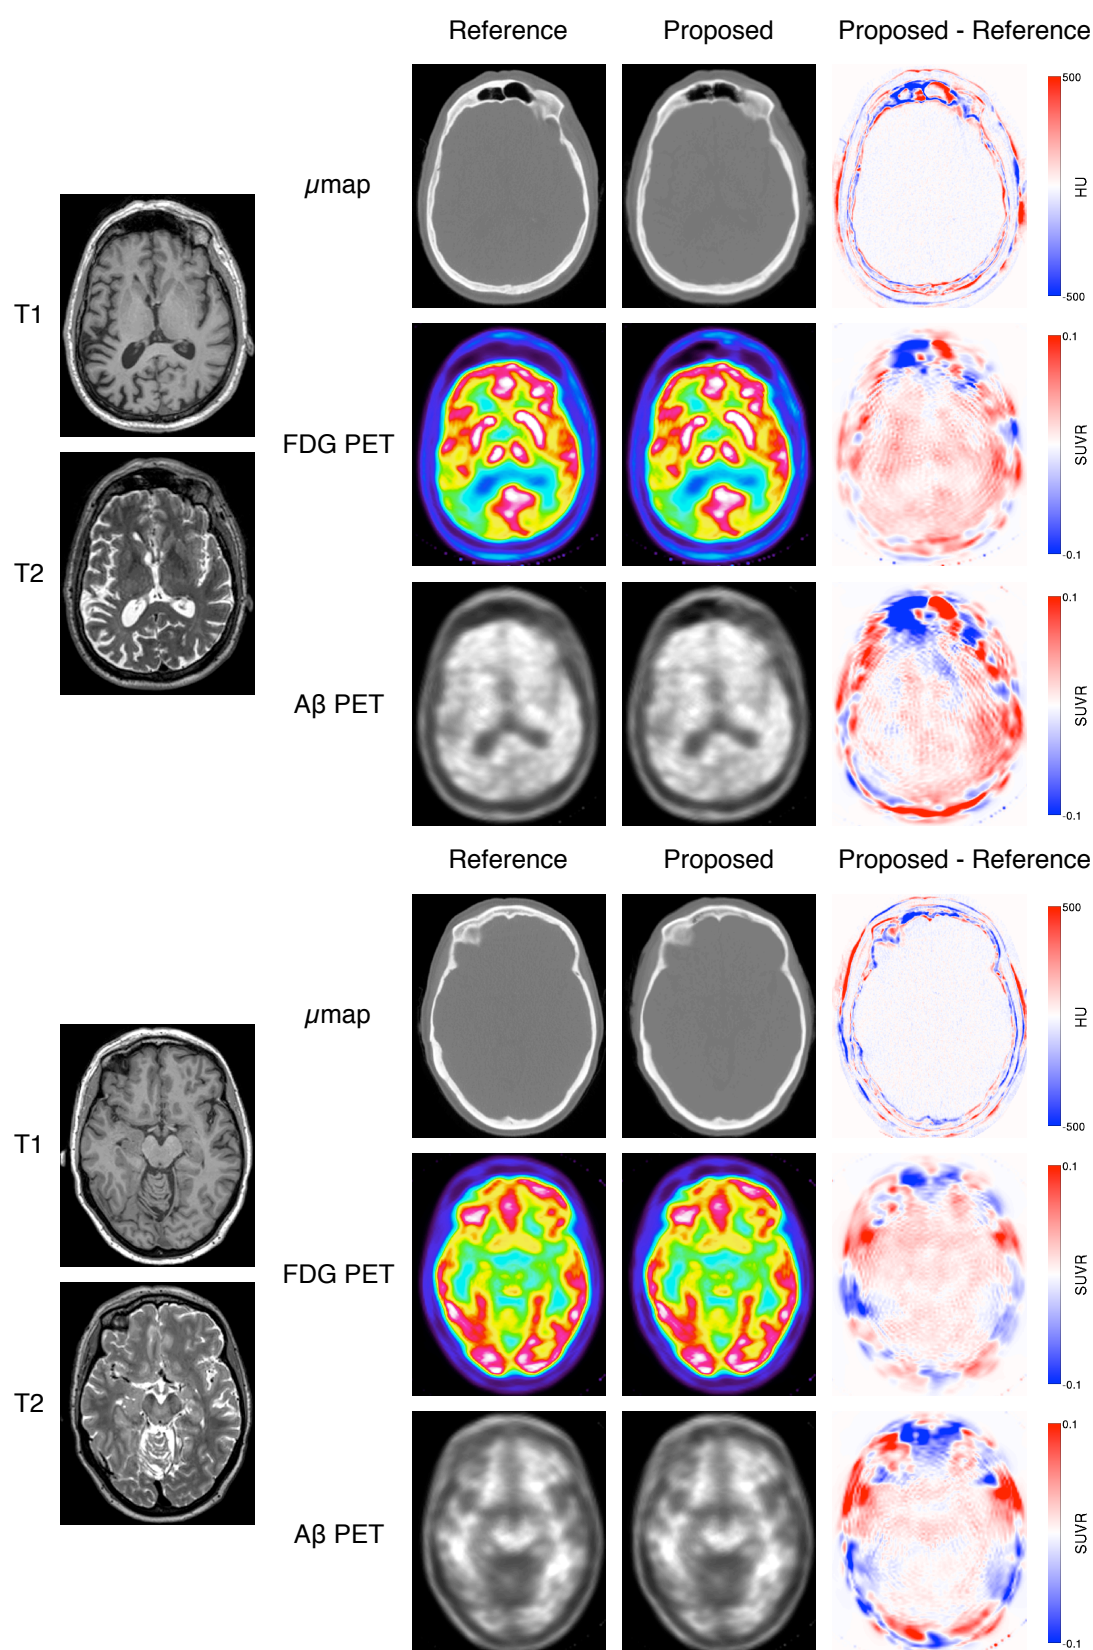 Reference Proposed Proposed - Reference
µmap
500
HU
-500
T1
FDG PET
0.1
SUVR
-0.1
T2
Aβ PET
0.1
SUVR
-0.1
Reference Proposed Proposed - Reference
µmap
500
HU
-500
T1
FDG PET
0.1
SUVR
-0.1
T2
Aβ PET
0.1
SUVR
-0.1